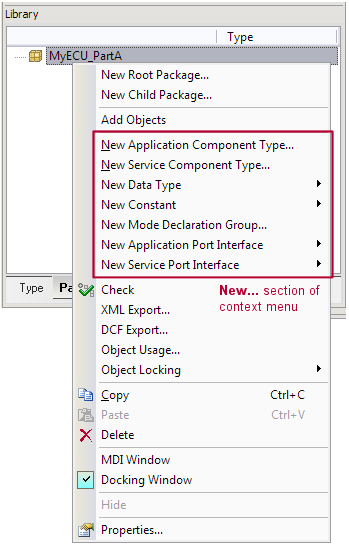 Library
Type
MyECU_PartA
New Root Package...
New Child Package...
Add Objects
New Application Component Type...
New Service Component Type...
New Data Type
New Constant
New Mode Declaration Group...
New Application Port Interface
New Service Port Interface
Type Pa
Check
New... section of
context menu
XML Export...
DCF Export...
Object Usage...
Object Locking
Copy Ctrl+C
Paste Ctrl+V
Delete
MDI Window
Docking Window
Hide
Properties...